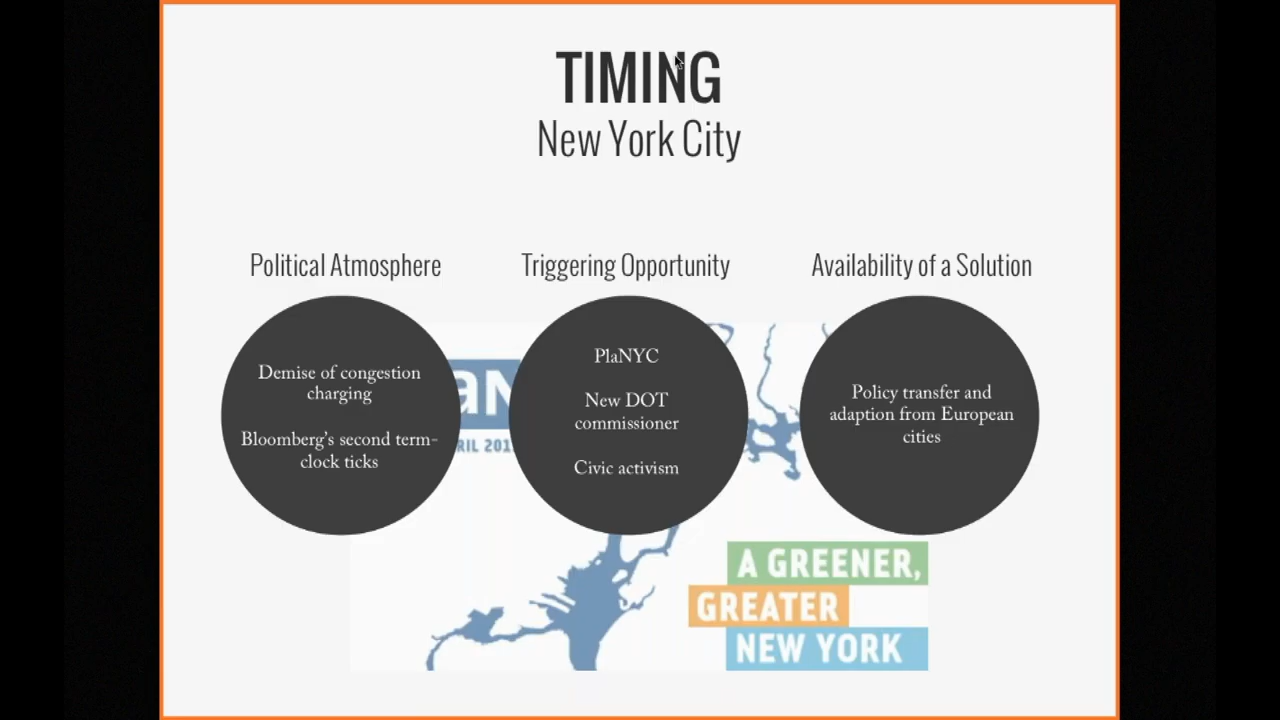 TIMING
New York City
Political Atmosphere
Triggering Opportunity
Availability of a Solution
Demise of congestion
charging
Bloomberg's second term-
clock ticks
PlaNYC
New DOT
commissioner
Civic activism
Policy transfer and
adaption from European
cities
A GREENER,
GREATER
NEW YORK